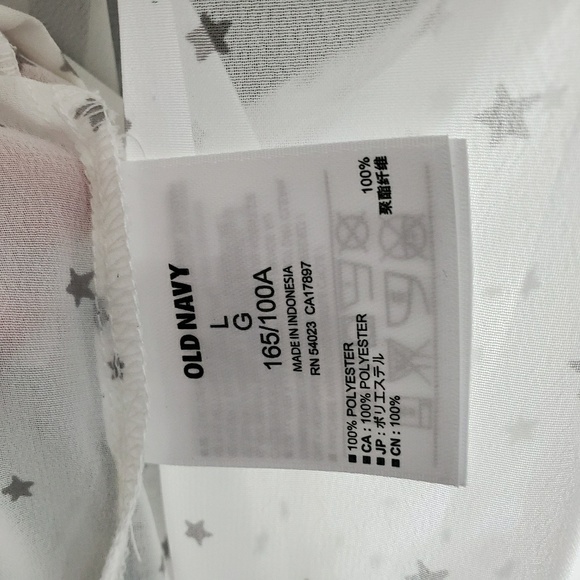 OLD NAVY
L
G
165/100A
MADE IN INDONESIA
RN 54023 CA17897
■ 100% POLYESTER
■ CA : 100% POLYESTER
■ JP : ポリエステル 100%
■ CN : 100% 聚酯纤维